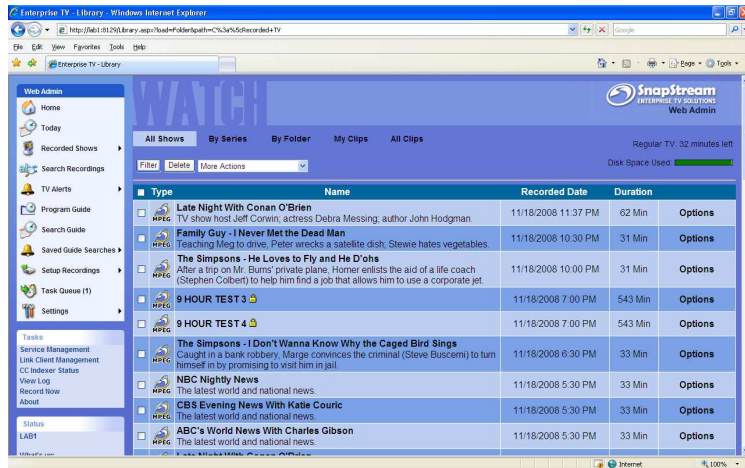 Enterprise TV - Library - Windows Internet Explorer
http://lab1:8129/Library.aspx?load=Folder&path=C%3a%5cRecorded+TV
Google
File Edit View Favorites Tools Help
Enterprise TV - Library
Page Tools
Web Admin
Home
Today
Recorded Shows
Search Recordings
TV Alerts
Program Guide
Search Guide
Saved Guide Searches
Setup Recordings
Task Queue (1)
Settings
Tasks
Service Management
Link Client Management
CC Indexer Status
View Log
Record Now
About
Status
LAB1
What's up:
WATCH
SnapStream
ENTERPRISE TV SOLUTIONS
Web Admin
All Shows By Series By Folder My Clips All Clips
Regular TV: 32 minutes left
Filter Delete More Actions
Disk Space Used
Type Name Recorded Date Duration
MPEG Late Night With Conan O'Brien 11/18/2008 11:37 PM 62 Min Options
TV show host Jeff Corwin; actress Debra Messing; author John Hodgman.
MPEG Family Guy - I Never Met the Dead Man 11/18/2008 10:30 PM 31 Min Options
Teaching Meg to drive, Peter wrecks a satellite dish; Stewie hates vegetables.
The Simpsons - He Loves to Fly and He D'ohs
MPEG After a trip on Mr. Burns' private plane, Homer enlists the aid of a life coach 11/18/2008 10:00 PM 31 Min Options
(Stephen Colbert) to help him find a job that allows him to use a corporate jet.
MPEG 9 HOUR TEST 3 11/18/2008 7:00 PM 543 Min Options
MPEG 9 HOUR TEST 4 11/18/2008 7:00 PM 543 Min Options
The Simpsons - I Don't Wanna Know Why the Caged Bird Sings
MPEG Caught in a bank robbery, Marge convinces the criminal (Steve Buscemi) to turn 11/18/2008 6:30 PM 33 Min Options
himself in by promising to visit him in jail.
MPEG NBC Nightly News 11/18/2008 5:30 PM 33 Min Options
The latest world and national news.
MPEG CBS Evening News With Katie Couric 11/18/2008 5:30 PM 33 Min Options
The latest world and national news.
MPEG ABC's World News With Charles Gibson 11/18/2008 5:30 PM 33 Min Options
The latest world and national news.
Late Night With Conan O'Brien
Internet 100%